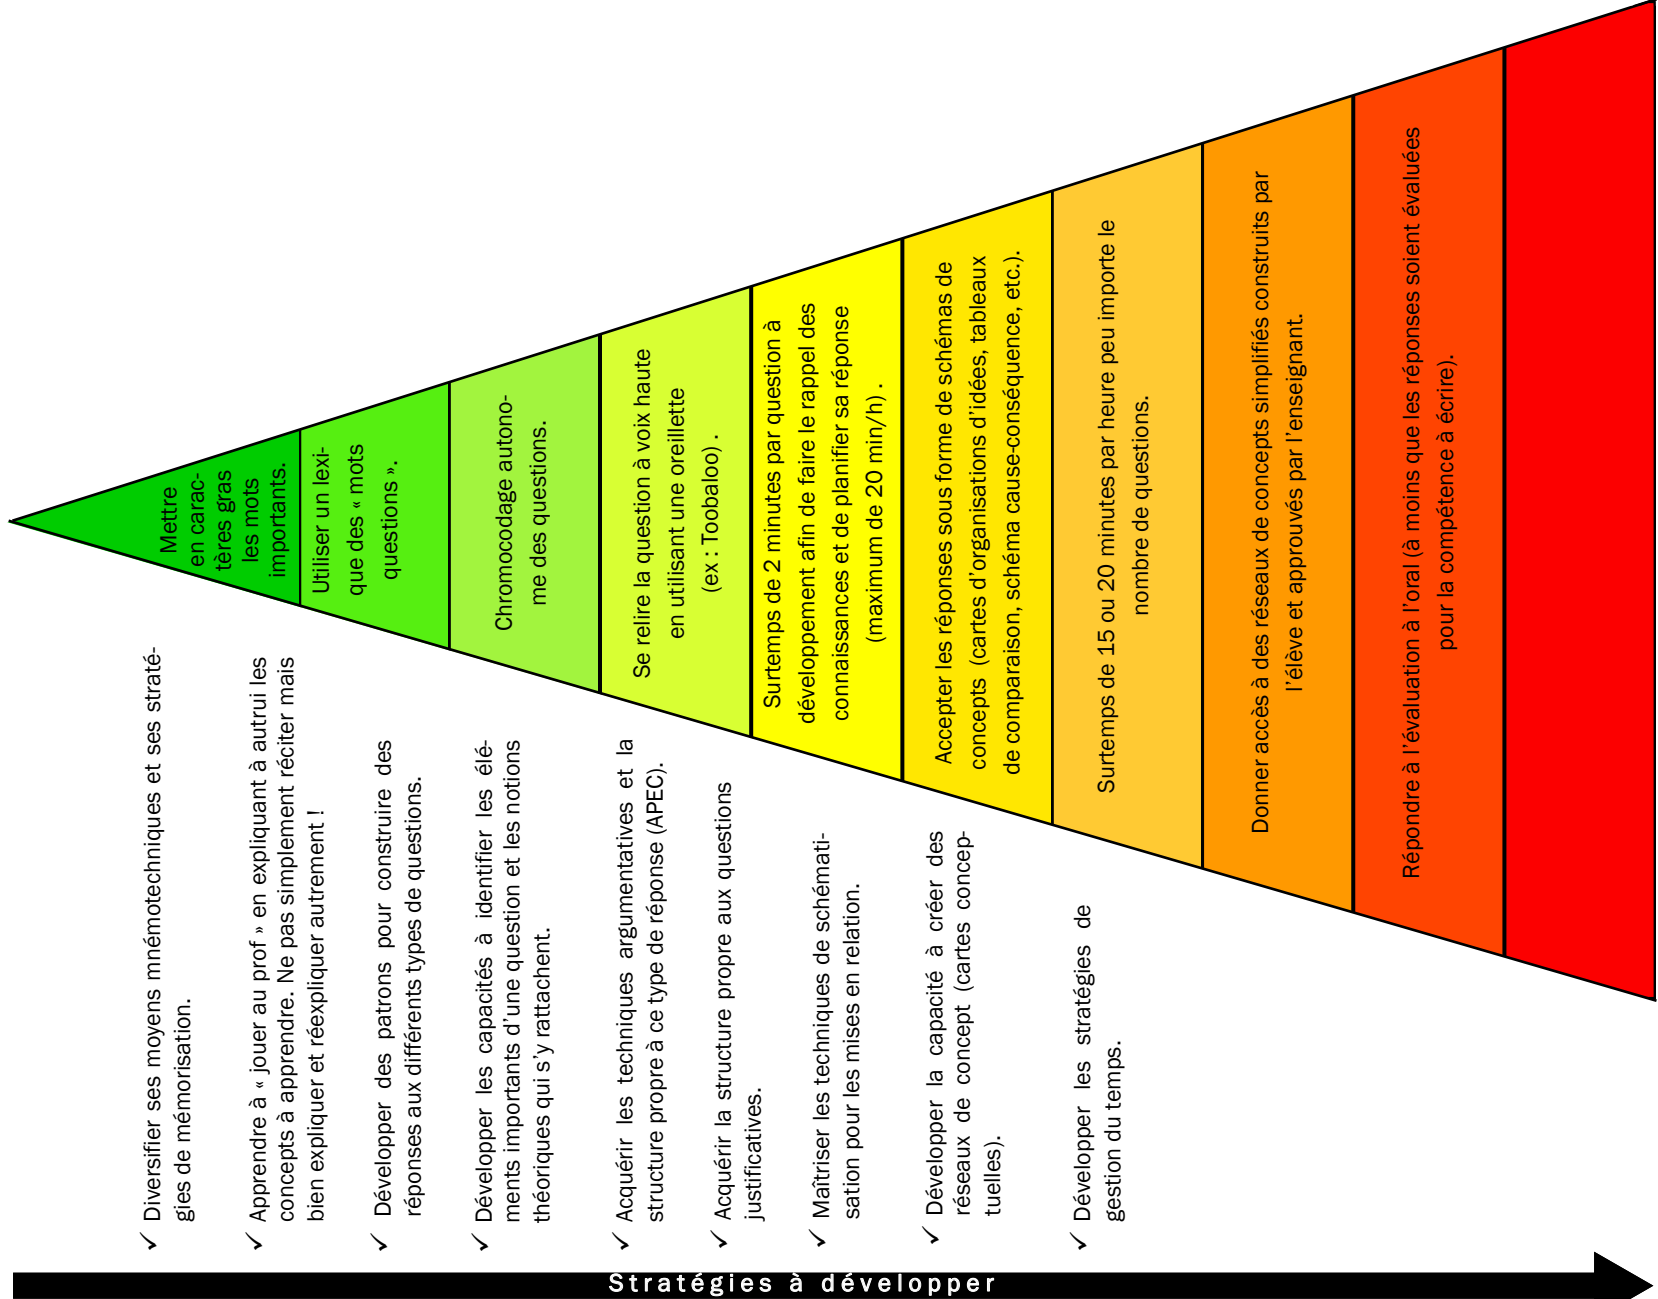 Mettre
en carac-
tères gras
les mots
importants.
Utiliser un lexi-
que des « mots
questions ».
Chromocodage autono-
me des questions.
Se relire la question à voix haute
en utilisant une oreillette
(ex : Toobaloo) .
Surtemps de 2 minutes par question à
développement afin de faire le rappel des
connaissances et de planifier sa réponse
(maximum de 20 min/h) .
Accepter les réponses sous forme de schémas de
concepts (cartes d’organisations d’idées, tableaux
de comparaison, schéma cause-conséquence, etc.).
Surtemps de 15 ou 20 minutes par heure peu importe le
nombre de questions.
Donner accès à des réseaux de concepts simplifiés construits par
l’élève et approuvés par l’enseignant.
Répondre à l’évaluation à l’oral (à moins que les réponses soient évaluées
pour la compétence à écrire).
✓ Diversifier ses moyens mnémotechniques et ses straté-
gies de mémorisation.
✓ Apprendre à « jouer au prof » en expliquant à autrui les
concepts à apprendre. Ne pas simplement réciter mais
bien expliquer et réexpliquer autrement !
✓ Développer des patrons pour construire des
réponses aux différents types de questions.
✓ Développer les capacités à identifier les élé-
ments importants d’une question et les notions
théoriques qui s’y rattachent.
✓ Acquérir les techniques argumentatives et la
structure propre à ce type de réponse (APEC).
✓ Acquérir la structure propre aux questions
justificatives.
✓ Maîtriser les techniques de schémati-
sation pour les mises en relation.
✓ Développer la capacité à créer des
réseaux de concept (cartes concep-
tuelles).
✓ Développer les stratégies de
gestion du temps.
Stratégies à développer